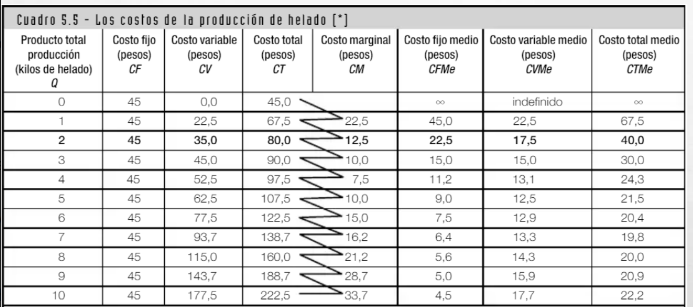 Cuadro 5.5 - Los costos de la producción de helado [*]
Producto total producción (kilos de helado) Q | Costo fijo (pesos) CF | Costo variable (pesos) CV | Costo total (pesos) CT | Costo marginal (pesos) CM | Costo fijo medio (pesos) CFMe | Costo variable medio (pesos) CVMe | Costo total medio (pesos) CTMe
0 45 0,0 45,0 ∞ indefinido ∞
1 45 22,5 67,5 22,5 45,0 22,5 67,5
2 45 35,0 80,0 12,5 22,5 17,5 40,0
3 45 45,0 90,0 10,0 15,0 15,0 30,0
4 45 52,5 97,5 7,5 11,2 13,1 24,3
5 45 62,5 107,5 10,0 9,0 12,5 21,5
6 45 77,5 122,5 15,0 7,5 12,9 20,4
7 45 93,7 138,7 16,2 6,4 13,3 19,8
8 45 115,0 160,0 21,2 5,6 14,3 20,0
9 45 143,7 188,7 28,7 5,0 15,9 20,9
10 45 177,5 222,5 33,7 4,5 17,7 22,2